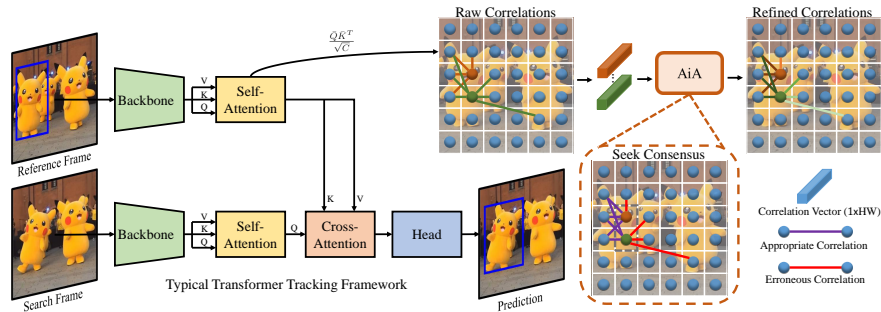 Raw Correlations
Refined Correlations
Q̄K̄ᵀ
√C
Backbone
V
K
Q
Self-
Attention
AiA
Reference Frame
Seek Consensus
K
V
Backbone
V
K
Q
Self-
Attention
Q
Cross-
Attention
Head
Correlation Vector (1xHW)
Appropriate Correlation
Erroneous Correlation
Search Frame
Typical Transformer Tracking Framework
Prediction